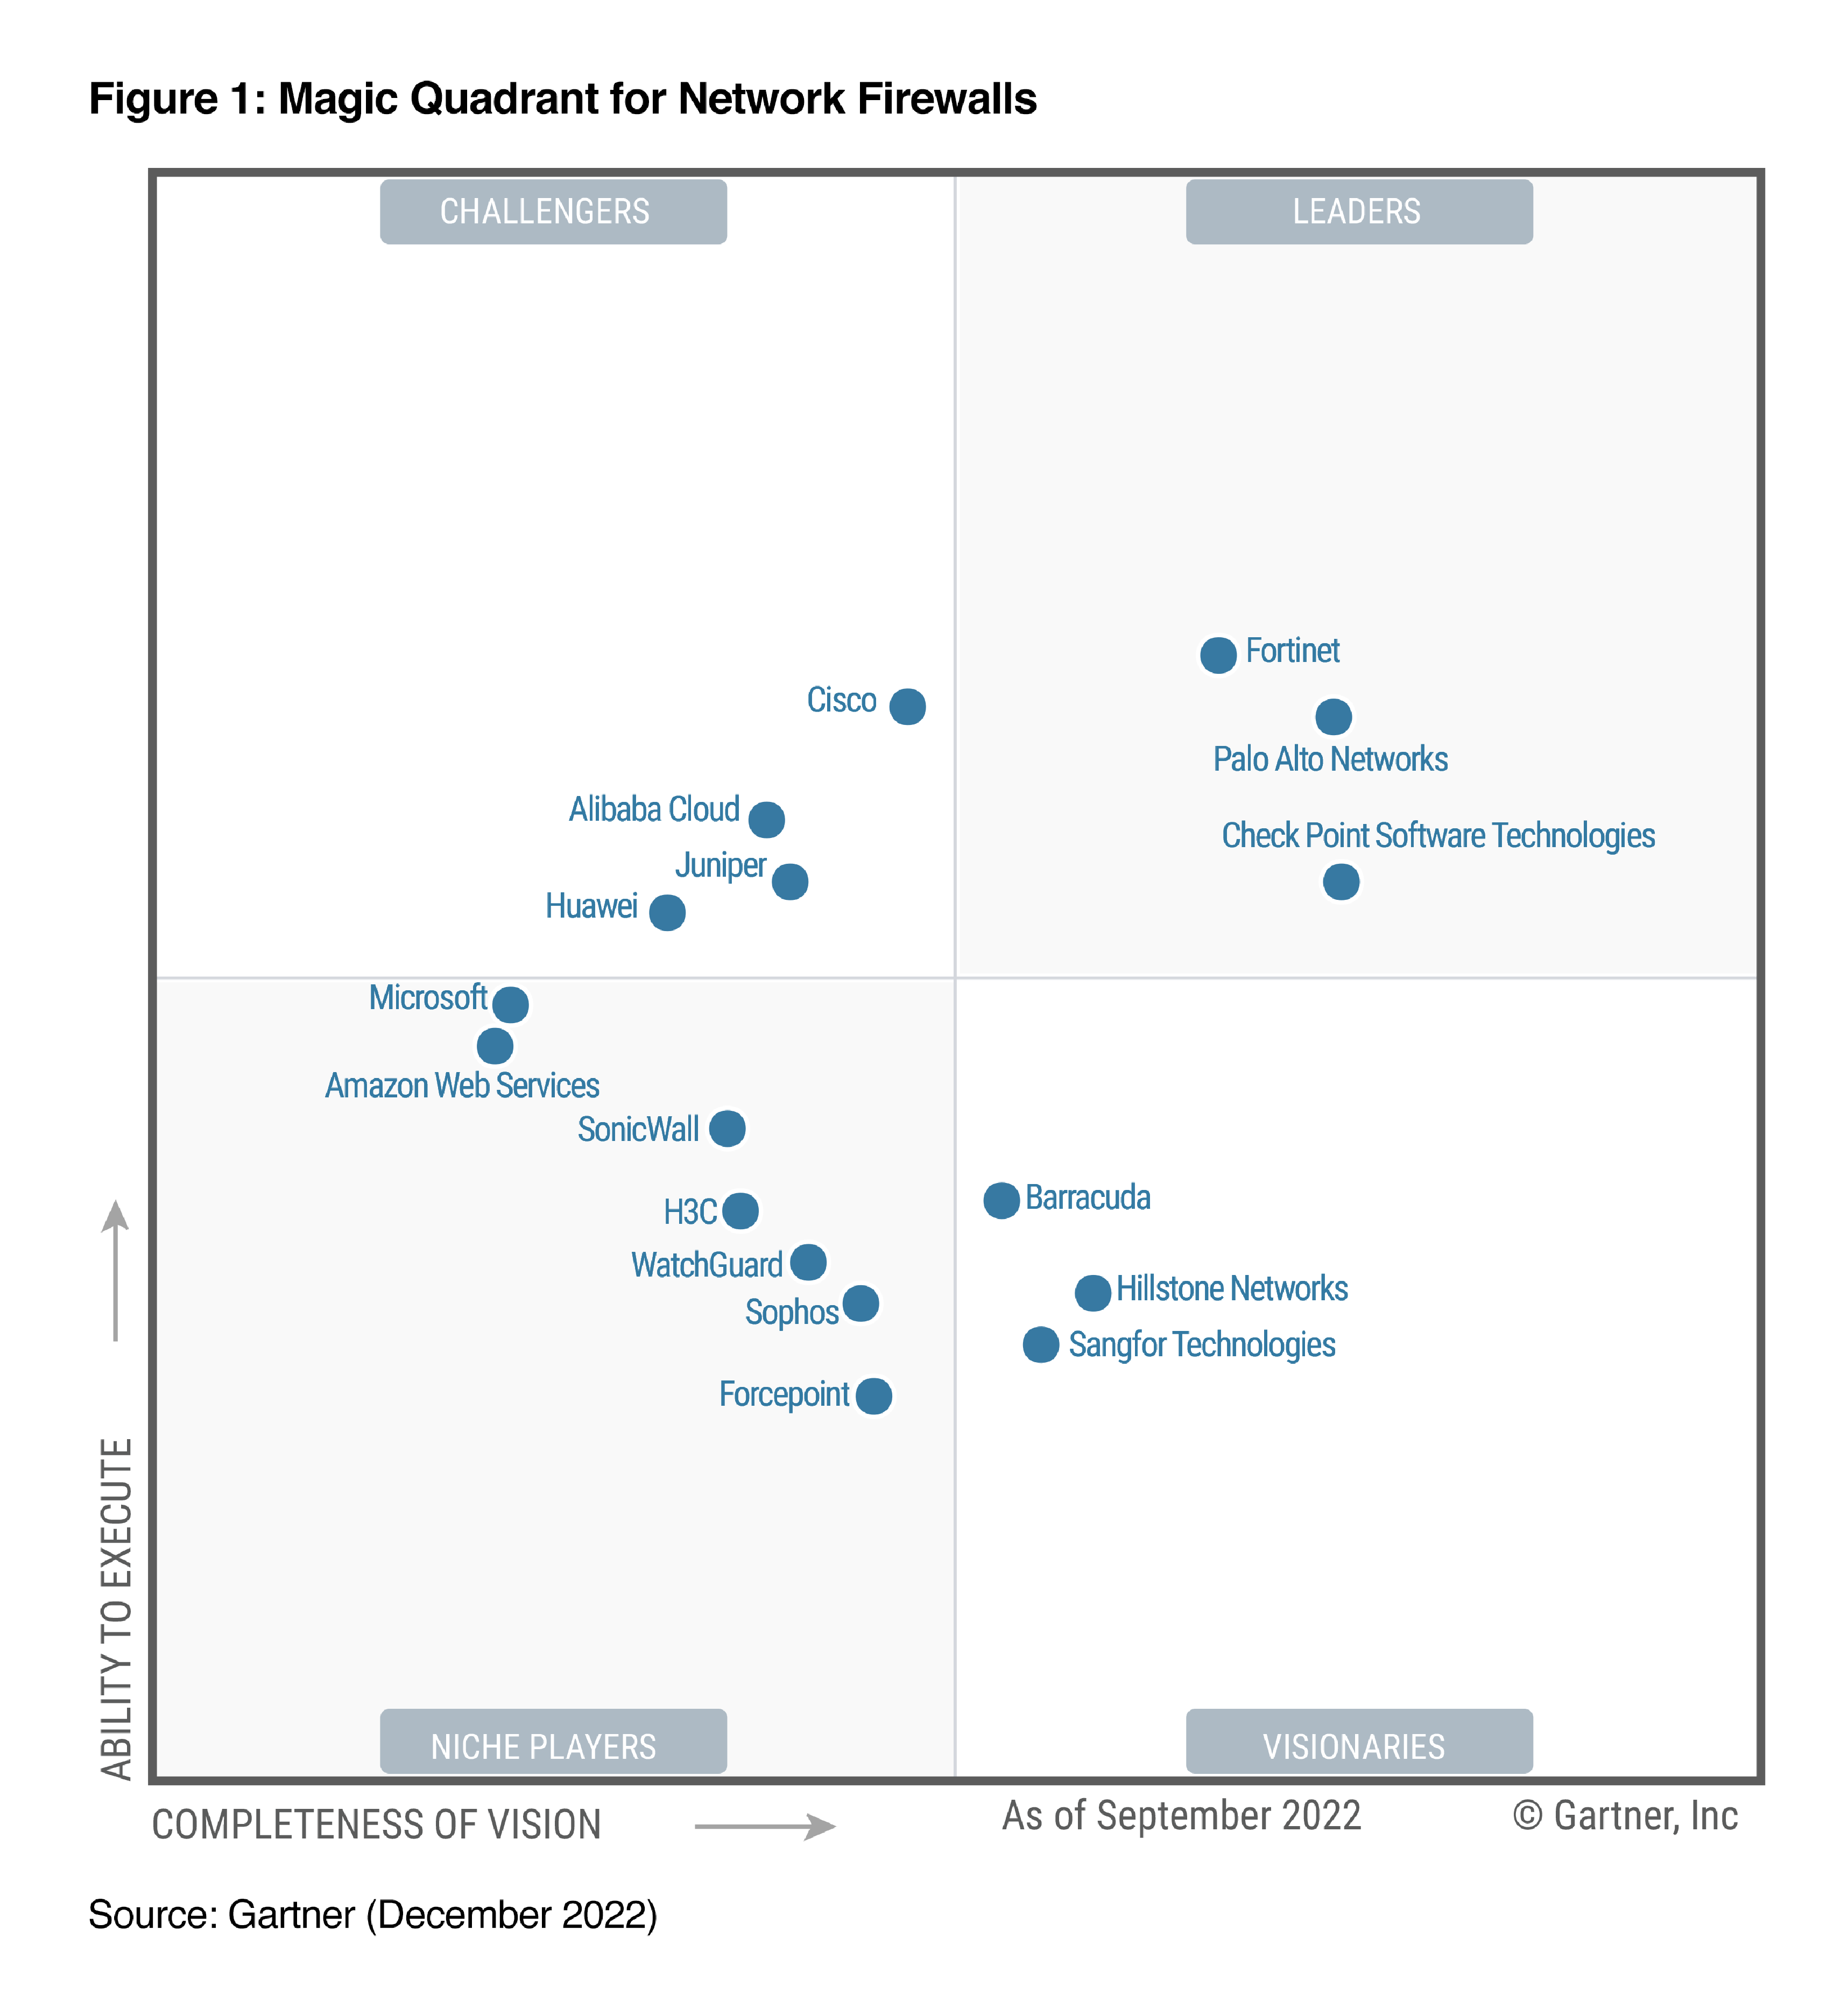 Figure 1: Magic Quadrant for Network Firewalls
CHALLENGERS
LEADERS
Fortinet
Cisco
Palo Alto Networks
Alibaba Cloud
Check Point Software Technologies
Juniper
Huawei
Microsoft
Amazon Web Services
SonicWall
Barracuda
H3C
WatchGuard
Hillstone Networks
Sophos
Sangfor Technologies
Forcepoint
NICHE PLAYERS
VISIONARIES
ABILITY TO EXECUTE
COMPLETENESS OF VISION
As of September 2022
© Gartner, Inc
Source: Gartner (December 2022)